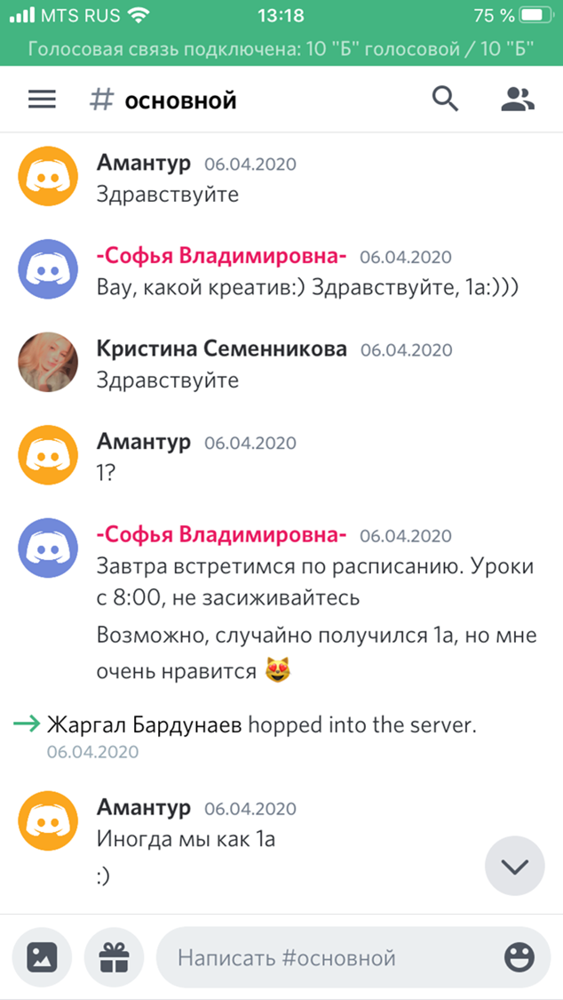 MTS RUS 13:18 75 %
Голосовая связь подключена: 10 "Б" голосовой / 10 "Б"
# основной
Амантур 06.04.2020
Здравствуйте
-Софья Владимировна- 06.04.2020
Вау, какой креатив:) Здравствуйте, 1а:)))
Кристина Семенникова 06.04.2020
Здравствуйте
Амантур 06.04.2020
1?
-Софья Владимировна- 06.04.2020
Завтра встретимся по расписанию. Уроки
с 8:00, не засиживайтесь
Возможно, случайно получился 1а, но мне
очень нравится 😻
Жаргал Бардунаев hopped into the server.
06.04.2020
Амантур 06.04.2020
Иногда мы как 1а
:)
Написать #основной